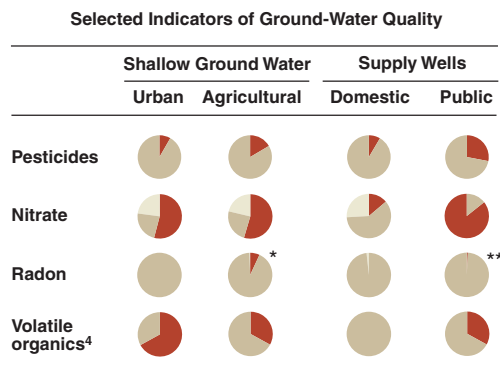 Selected Indicators of Ground-Water Quality
Shallow Ground Water Supply Wells
Urban Agricultural Domestic Public
Pesticides
Nitrate
Radon * **
Volatile
organics4